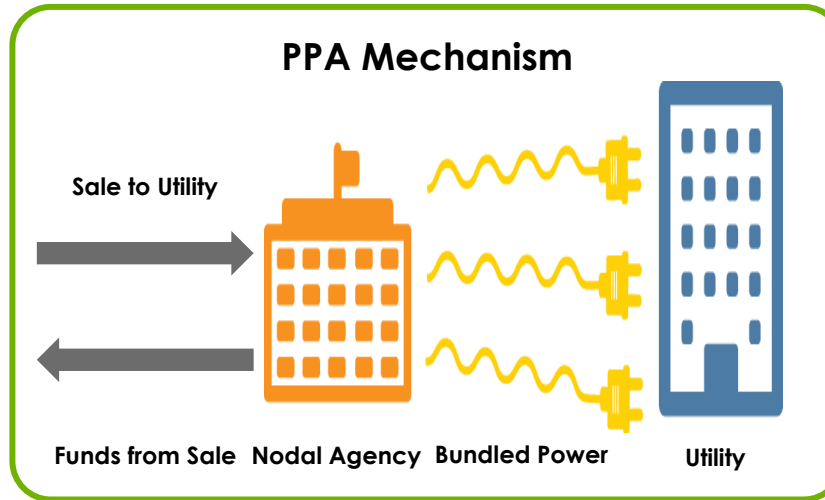 PPA Mechanism
Sale to Utility
Funds from Sale
Nodal Agency
Bundled Power
Utility